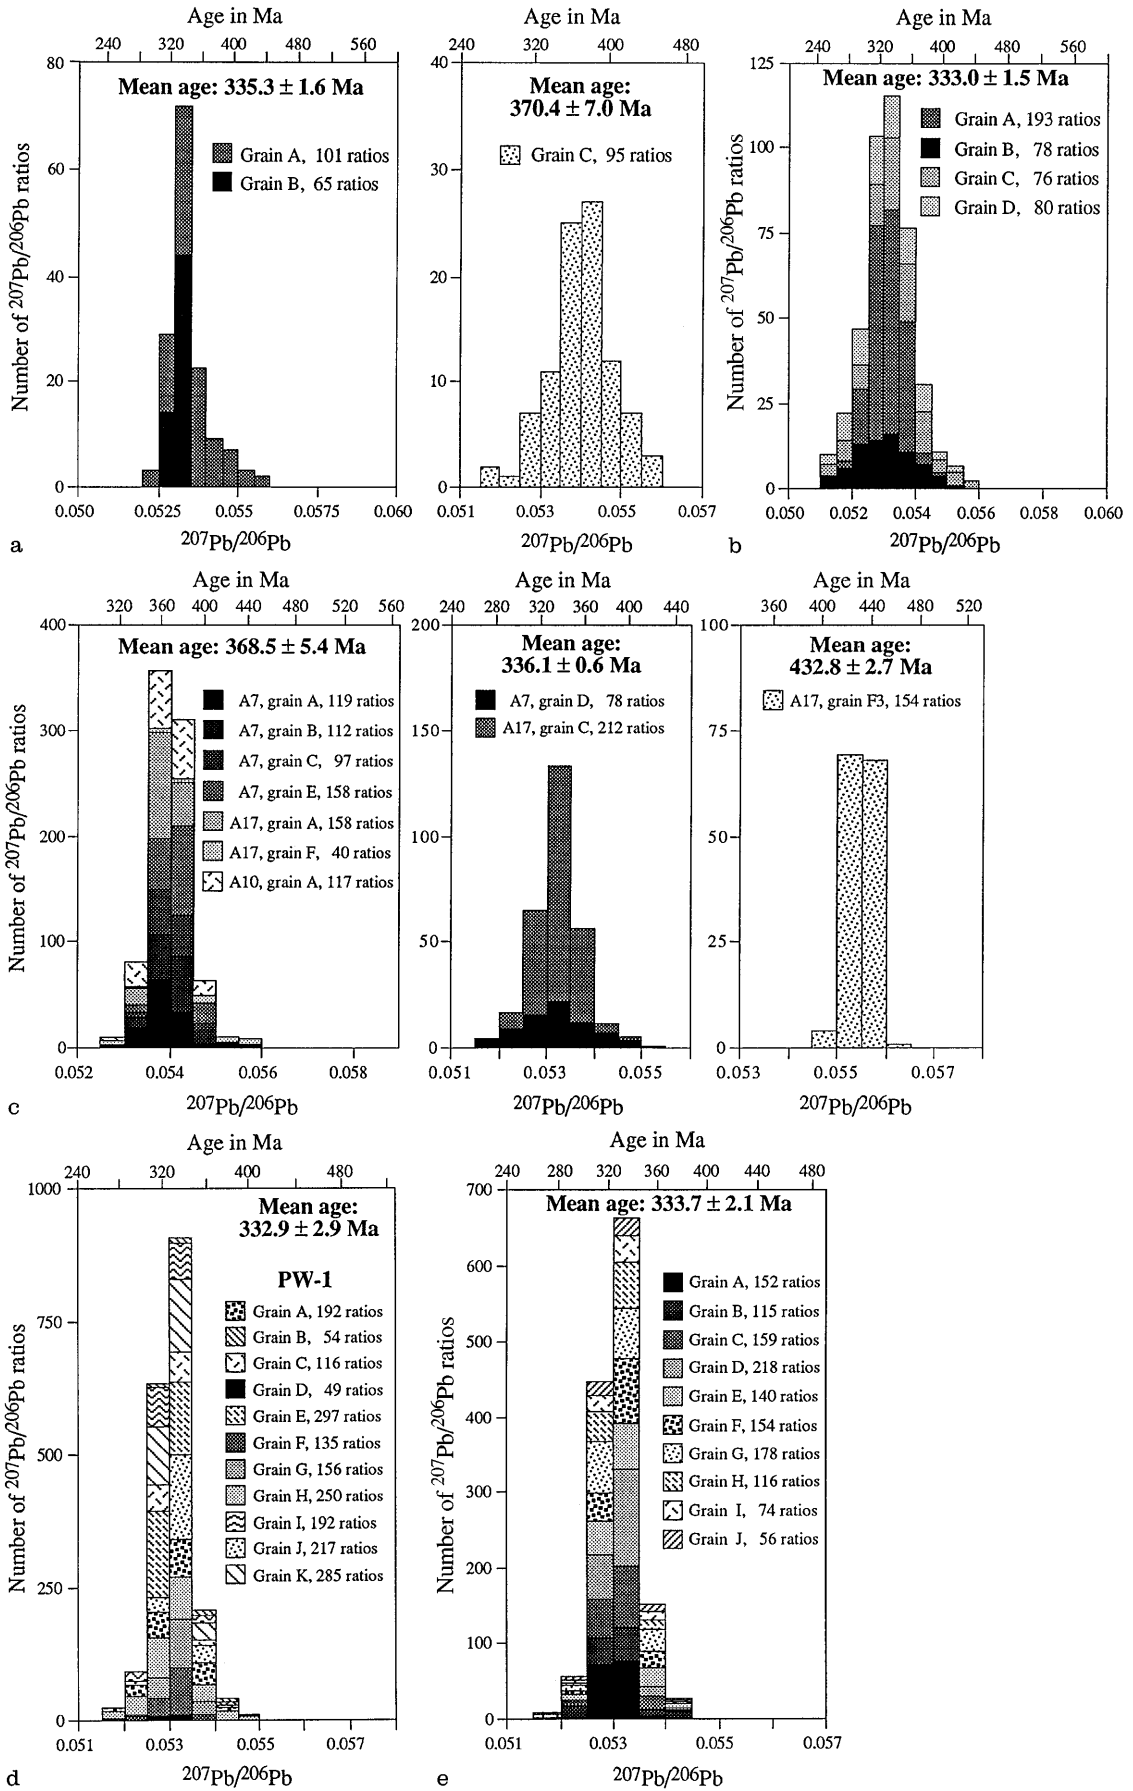 Age in Ma
240 320 400 480 560
80
60
40
20
0
Mean age: 335.3 ± 1.6 Ma
Grain A, 101 ratios
Grain B, 65 ratios
Number of 207Pb/206Pb ratios
0.050 0.0525 0.055 0.0575 0.060
207Pb/206Pb
a
Age in Ma
240 320 400 480
40
30
20
10
0
Mean age:
370.4 ± 7.0 Ma
Grain C, 95 ratios
0.051 0.053 0.055 0.057
207Pb/206Pb
Age in Ma
240 320 400 480 560
125
100
75
50
25
0
Mean age: 333.0 ± 1.5 Ma
Grain A, 193 ratios
Grain B, 78 ratios
Grain C, 76 ratios
Grain D, 80 ratios
Number of 207Pb/206Pb ratios
0.050 0.052 0.054 0.056 0.058 0.060
207Pb/206Pb
b
Age in Ma
320 360 400 440 480 520 560
400
300
200
100
0
Mean age: 368.5 ± 5.4 Ma
A7, grain A, 119 ratios
A7, grain B, 112 ratios
A7, grain C, 97 ratios
A7, grain E, 158 ratios
A17, grain A, 158 ratios
A17, grain F, 40 ratios
A10, grain A, 117 ratios
Number of 207Pb/206Pb ratios
0.052 0.054 0.056 0.058
207Pb/206Pb
c
Age in Ma
240 280 320 360 400 440
200
150
100
50
0
Mean age:
336.1 ± 0.6 Ma
A7, grain D, 78 ratios
A17, grain C, 212 ratios
0.051 0.053 0.055
207Pb/206Pb
Age in Ma
360 400 440 480 520
100
75
50
25
0
Mean age:
432.8 ± 2.7 Ma
A17, grain F3, 154 ratios
0.053 0.055 0.057
207Pb/206Pb
Age in Ma
240 320 400 480
1000
750
500
250
0
Mean age:
332.9 ± 2.9 Ma
PW-1
Grain A, 192 ratios
Grain B, 54 ratios
Grain C, 116 ratios
Grain D, 49 ratios
Grain E, 297 ratios
Grain F, 135 ratios
Grain G, 156 ratios
Grain H, 250 ratios
Grain I, 192 ratios
Grain J, 217 ratios
Grain K, 285 ratios
Number of 207Pb/206Pb ratios
0.051 0.053 0.055 0.057
207Pb/206Pb
d
Age in Ma
240 280 320 360 400 440 480
700
600
500
400
300
200
100
0
Mean age: 333.7 ± 2.1 Ma
Grain A, 152 ratios
Grain B, 115 ratios
Grain C, 159 ratios
Grain D, 218 ratios
Grain E, 140 ratios
Grain F, 154 ratios
Grain G, 178 ratios
Grain H, 116 ratios
Grain I, 74 ratios
Grain J, 56 ratios
Number of 207Pb/206Pb ratios
0.051 0.053 0.055 0.057
207Pb/206Pb
e